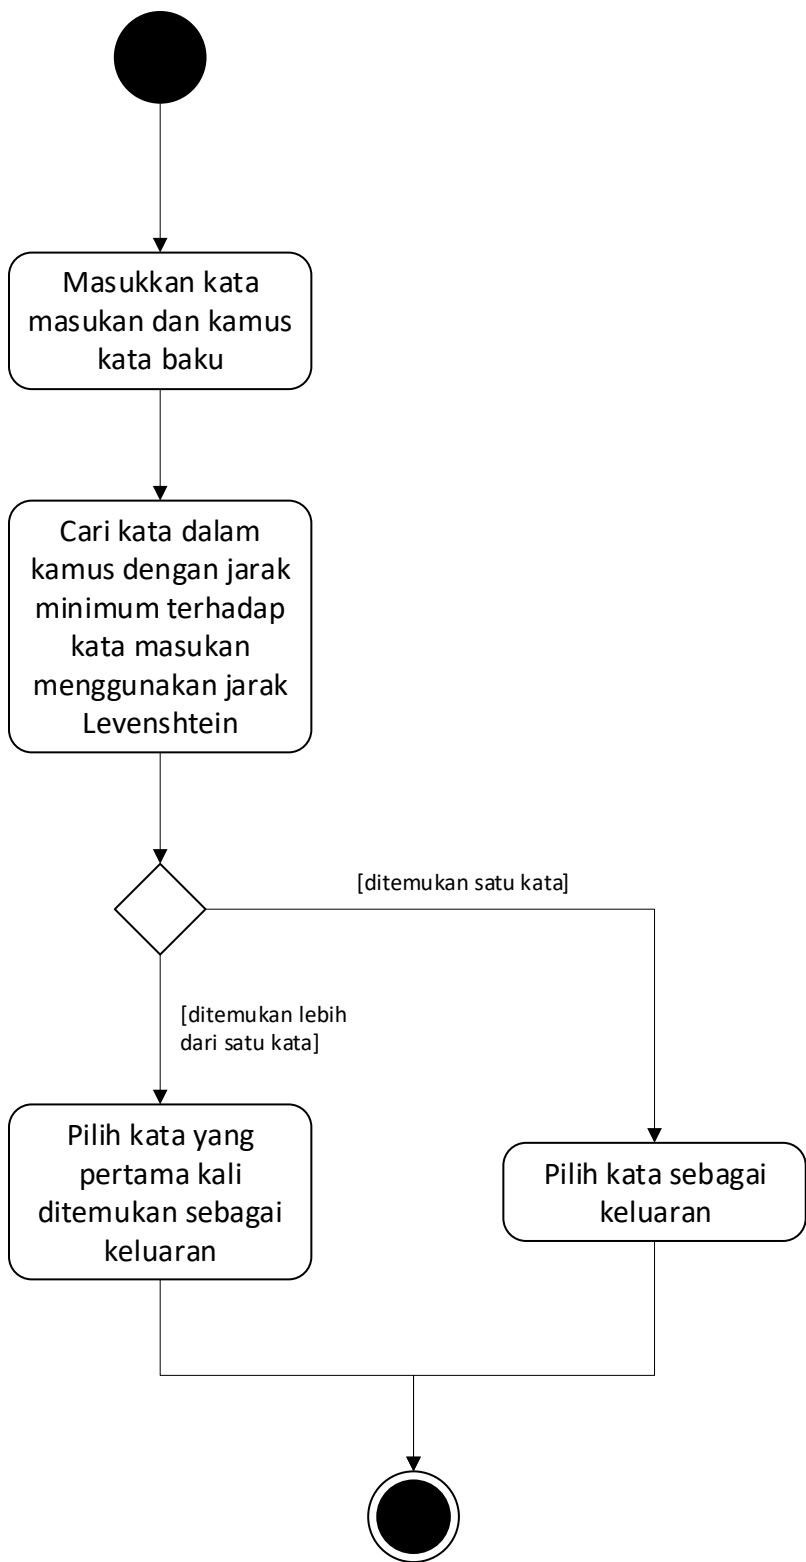 Masukkan kata
masukan dan kamus
kata baku
Cari kata dalam
kamus dengan jarak
minimum terhadap
kata masukan
menggunakan jarak
Levenshtein
[ditemukan satu kata]
[ditemukan lebih
dari satu kata]
Pilih kata yang
pertama kali
ditemukan sebagai
keluaran
Pilih kata sebagai
keluaran